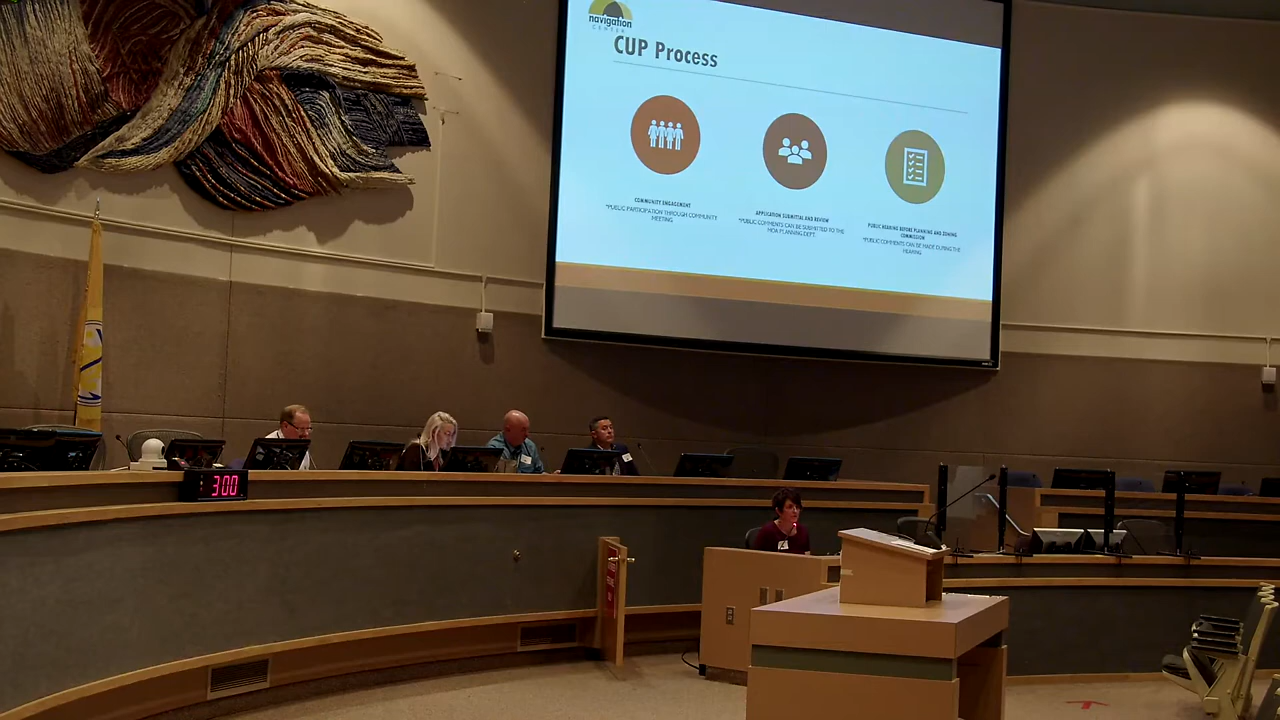 navigation
CENTER
CUP Process
COMMUNITY ENGAGEMENT
*PUBLIC PARTICIPATION THROUGH COMMUNITY
MEETING
APPLICATION SUBMITTAL AND REVIEW
*PUBLIC COMMENTS CAN BE SUBMITTED TO THE
MOA PLANNING DEPT.
PUBLIC HEARING BEFORE PLANNING AND ZONING
COMMISSION
*PUBLIC COMMENTS CAN BE MADE DURING THE
HEARING
3:00